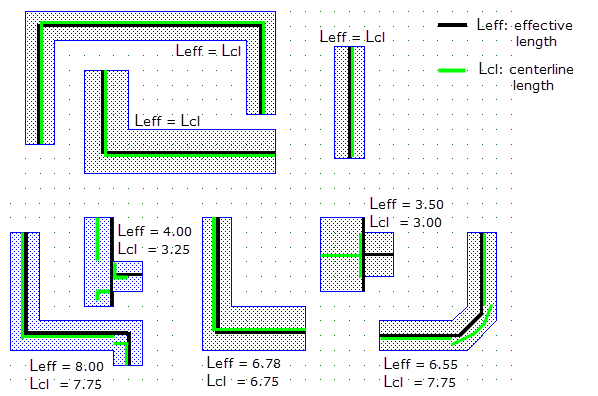 Leff = Lcl
Leff = Lcl
Leff: effective
length
Lcl: centerline
length
Leff = Lcl
Leff = 3.50
Lcl = 3.00
Leff = 4.00
Lcl = 3.25
Leff = 8.00
Lcl = 7.75
Leff = 6.78
Lcl = 6.75
Leff = 6.55
Lcl = 7.75